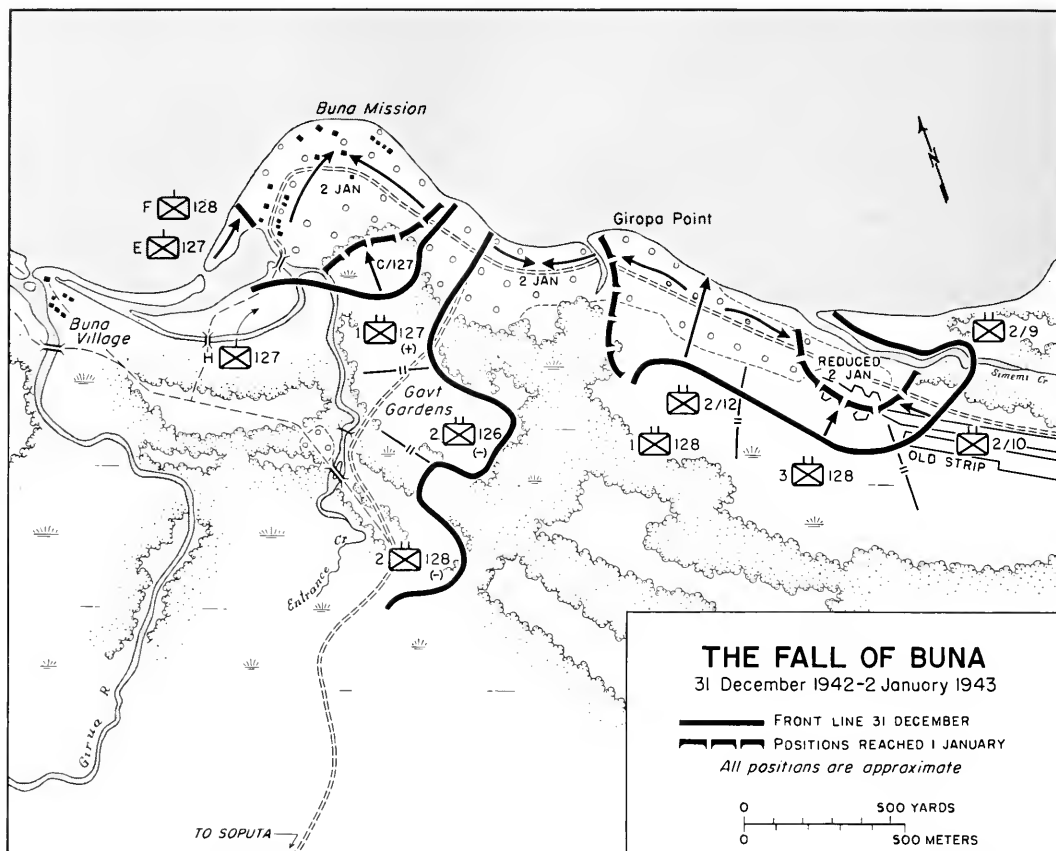 Buna Mission
N
2 JAN
F 128
E 127
Giropa Point
C/127
2 JAN
Buna Village
H 127
1 127 (+)
Govt Gardens
2 126 (-)
REDUCED 2 JAN
2/9
Simemi Cr
2/12
1 128
3 128
2/10
OLD STRIP
Entrance Cr
2 128 (-)
Girua R
TO SOPUTA
THE FALL OF BUNA
31 December 1942-2 January 1943
FRONT LINE 31 DECEMBER
POSITIONS REACHED 1 JANUARY
All positions are approximate
0 500 YARDS
0 500 METERS